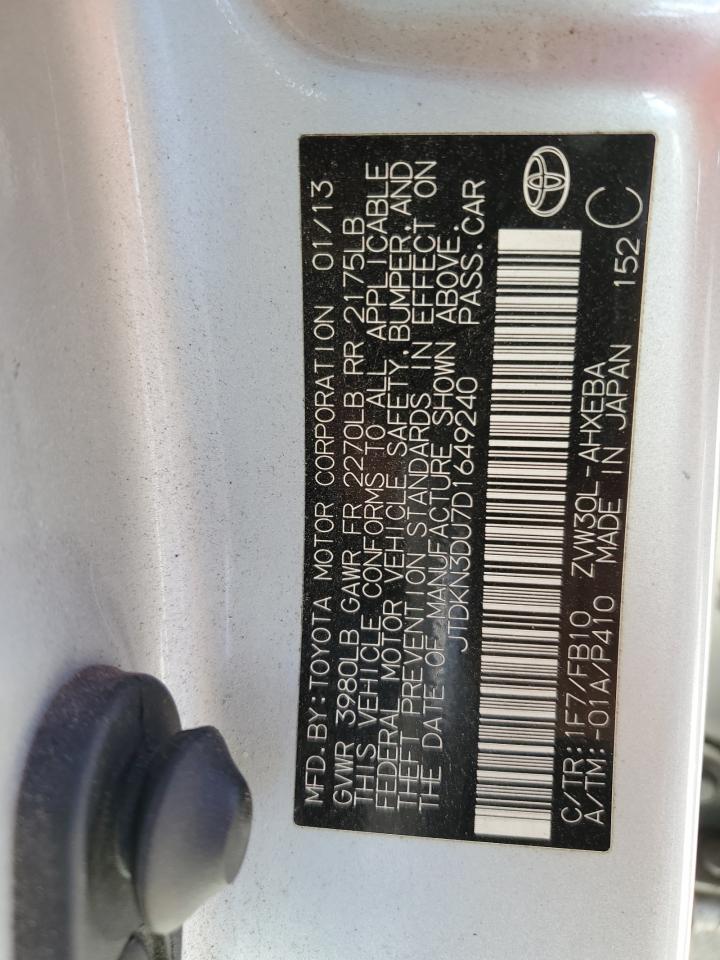 MFD.BY:TOYOTA MOTOR CORPORATION 01/13
GVWR 3980LB GAWR FR 2270LB RR 2175LB
THIS VEHICLE CONFORMS TO ALL APPLICABLE
FEDERAL MOTOR VEHICLE SAFETY,BUMPER,AND
THEFT PREVENTION STANDARDS IN EFFECT ON
THE DATE OF MANUFACTURE SHOWN ABOVE.
JTDKN3DU7D1649240 PASS.CAR
C/TR:1F7/FB10 ZVW30L-AHXEBA 152 C
A/TM:-01A/P410 MADE IN JAPAN